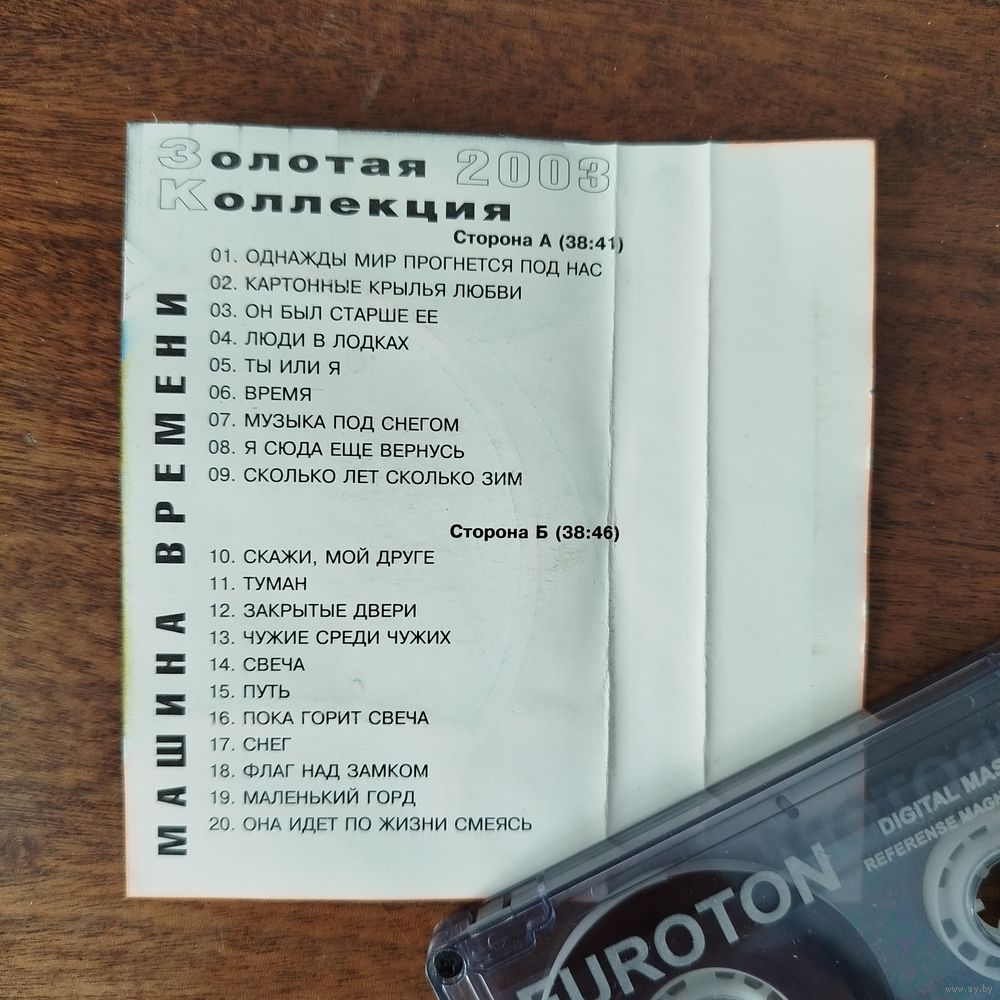 Золотая 2003
Коллекция
МАШИНА ВРЕМЕНИ
Сторона А (38:41)
01. ОДНАЖДЫ МИР ПРОГНЕТСЯ ПОД НАС
02. КАРТОННЫЕ КРЫЛЬЯ ЛЮБВИ
03. ОН БЫЛ СТАРШЕ ЕЕ
04. ЛЮДИ В ЛОДКАХ
05. ТЫ ИЛИ Я
06. ВРЕМЯ
07. МУЗЫКА ПОД СНЕГОМ
08. Я СЮДА ЕЩЕ ВЕРНУСЬ
09. СКОЛЬКО ЛЕТ СКОЛЬКО ЗИМ
Сторона Б (38:46)
10. СКАЖИ, МОЙ ДРУГЕ
11. ТУМАН
12. ЗАКРЫТЫЕ ДВЕРИ
13. ЧУЖИЕ СРЕДИ ЧУЖИХ
14. СВЕЧА
15. ПУТЬ
16. ПОКА ГОРИТ СВЕЧА
17. СНЕГ
18. ФЛАГ НАД ЗАМКОМ
19. МАЛЕНЬКИЙ ГОРД
20. ОНА ИДЕТ ПО ЖИЗНИ СМЕЯСЬ
DIGITAL MAS
REFERENSE MAGN
EUROTON
www.ay.by